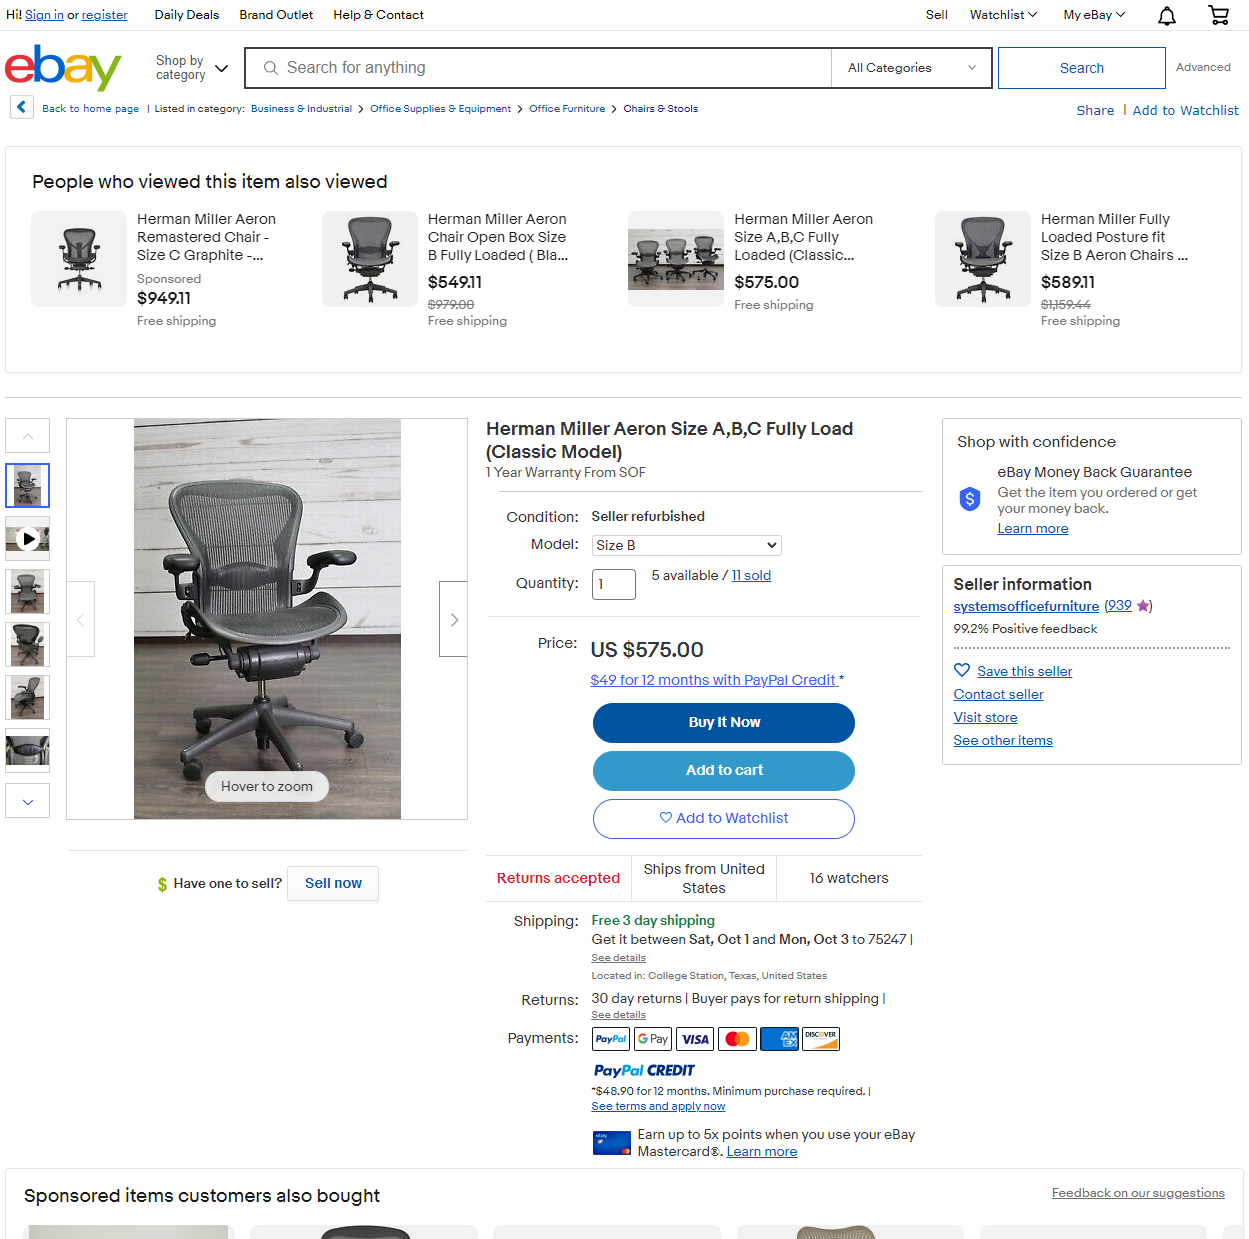 Hi! Sign in or register Daily Deals Brand Outlet Help & Contact Sell Watchlist My eBay
ebay Shop by category Search for anything All Categories Search Advanced
Back to home page | Listed in category: Business & Industrial > Office Supplies & Equipment > Office Furniture > Chairs & Stools Share | Add to Watchlist
People who viewed this item also viewed
Herman Miller Aeron
Remastered Chair -
Size C Graphite -...
Sponsored
$949.11
Free shipping
Herman Miller Aeron
Chair Open Box Size
B Fully Loaded ( Bla...
$549.11
$979.00
Free shipping
Herman Miller Aeron
Size A,B,C Fully
Loaded (Classic...
$575.00
Free shipping
Herman Miller Fully
Loaded Posture fit
Size B Aeron Chairs ...
$589.11
$1,159.44
Free shipping
Hover to zoom
$ Have one to sell? Sell now
Herman Miller Aeron Size A,B,C Fully Load
(Classic Model)
1 Year Warranty From SOF
Condition: Seller refurbished
Model: Size B
Quantity: 1 5 available / 11 sold
Price: US $575.00
$49 for 12 months with PayPal Credit *
Buy It Now
Add to cart
Add to Watchlist
Returns accepted
Ships from United
States
16 watchers
Shipping: Free 3 day shipping
Get it between Sat, Oct 1 and Mon, Oct 3 to 75247 |
See details
Located in: College Station, Texas, United States
Returns: 30 day returns | Buyer pays for return shipping |
See details
Payments: PayPal G Pay VISA AMEX DISCOVER
PayPal CREDIT
*$48.90 for 12 months. Minimum purchase required. |
See terms and apply now
ebay
Earn up to 5x points when you use your eBay
Mastercard®. Learn more
Shop with confidence
eBay Money Back Guarantee
$ Get the item you ordered or get
your money back.
Learn more
Seller information
systemsofficefurniture (939)
99.2% Positive feedback
Save this seller
Contact seller
Visit store
See other items
Sponsored items customers also bought
Feedback on our suggestions